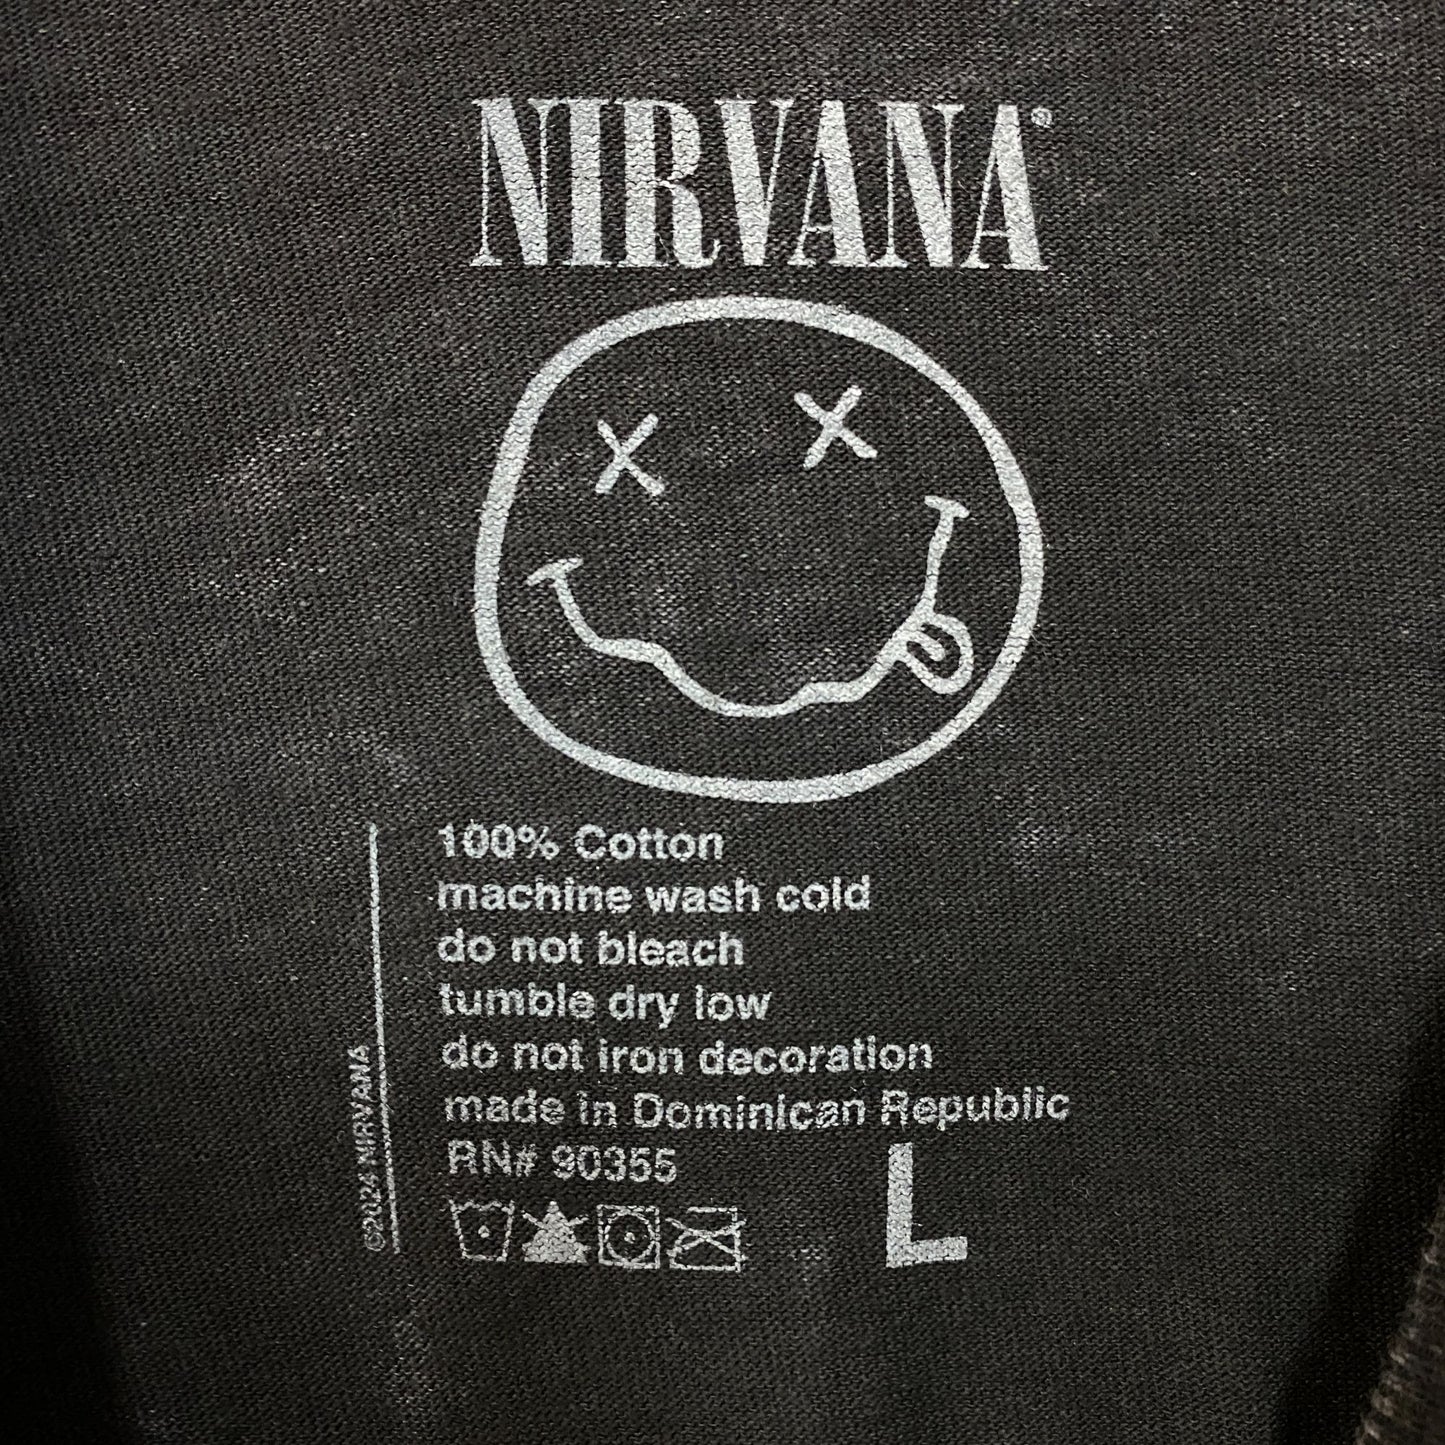 NIRVANA®
100% Cotton
machine wash cold
do not bleach
tumble dry low
do not iron decoration
made in Dominican Republic
RN# 90355
L
©2024 NIRVANA